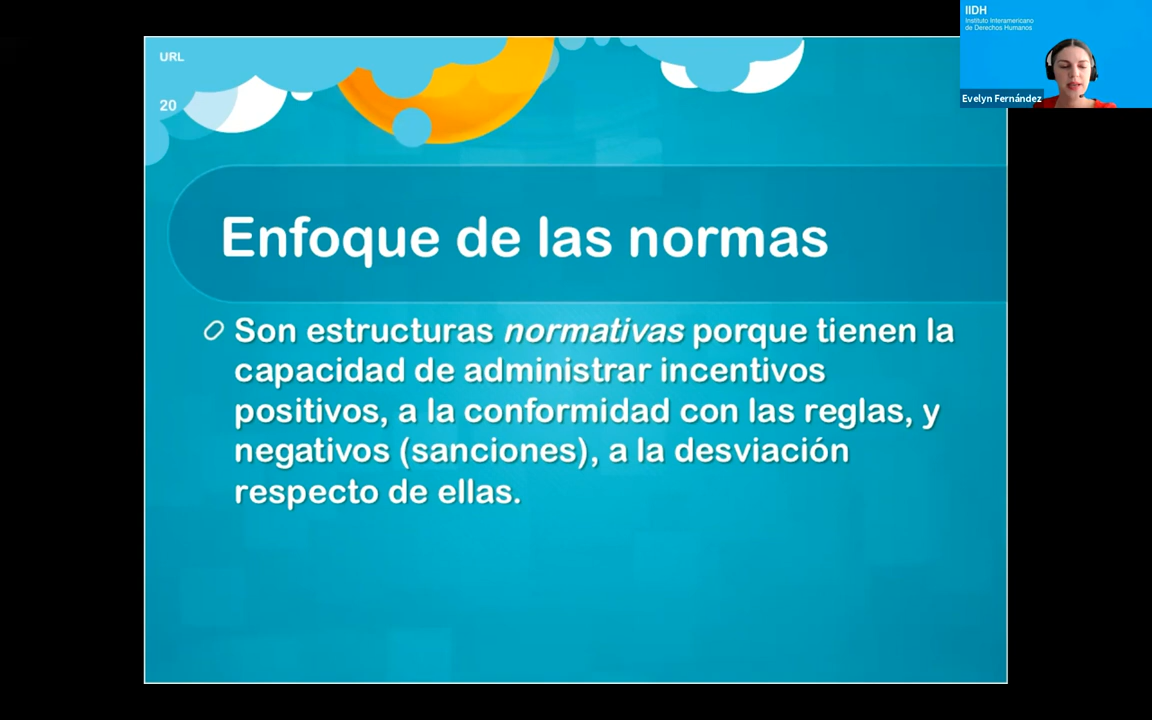 URL
20
Enfoque de las normas
Son estructuras normativas porque tienen la
capacidad de administrar incentivos
positivos, a la conformidad con las reglas, y
negativos (sanciones), a la desviación
respecto de ellas.
IIDH
Instituto Interamericano
de Derechos Humanos
Evelyn Fernández